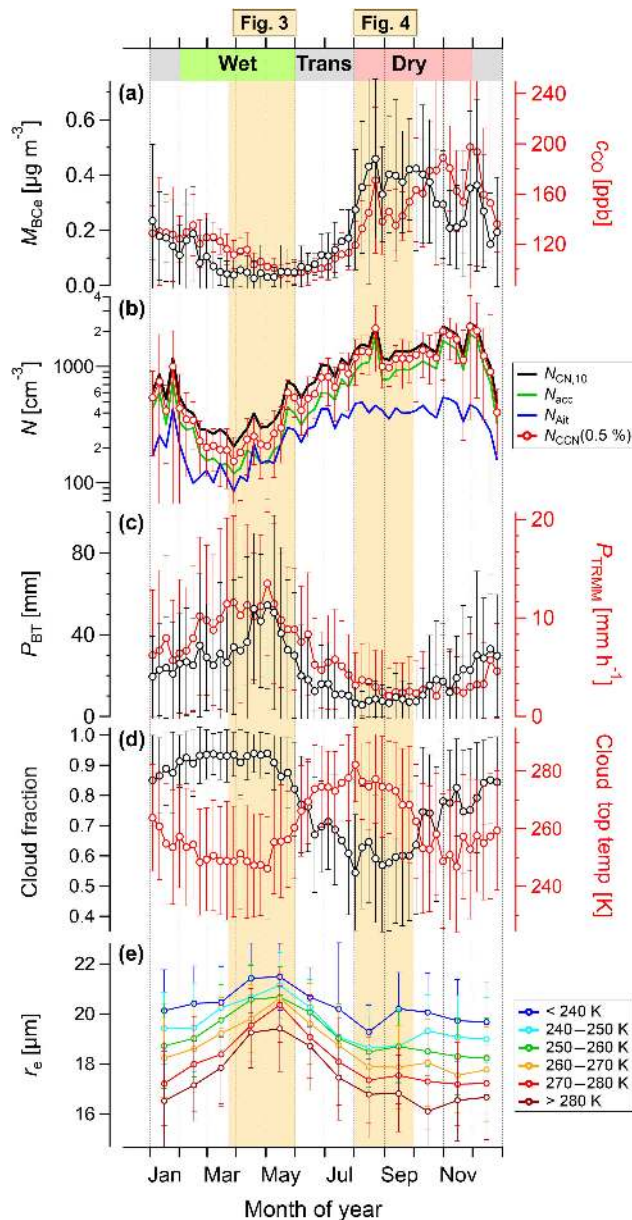 Fig. 3 Fig. 4
Wet Trans Dry
(a)
M_BCe [µg m⁻³]
0.6
0.4
0.2
0.0
240
200
160
120
c_CO [ppb]
(b)
N [cm⁻³]
4
2
1000
6
4
2
100
N_CN,10
N_acc
N_Ait
N_CCN(0.5 %)
(c)
P_BT [mm]
80
40
0
20
10
0
P_TRMM [mm h⁻¹]
(d)
Cloud fraction
1.0
0.9
0.8
0.7
0.6
0.5
0.4
280
260
240
Cloud top temp [K]
(e)
r_e [µm]
22
20
18
16
< 240 K
240–250 K
250–260 K
260–270 K
270–280 K
> 280 K
Jan Mar May Jul Sep Nov
Month of year